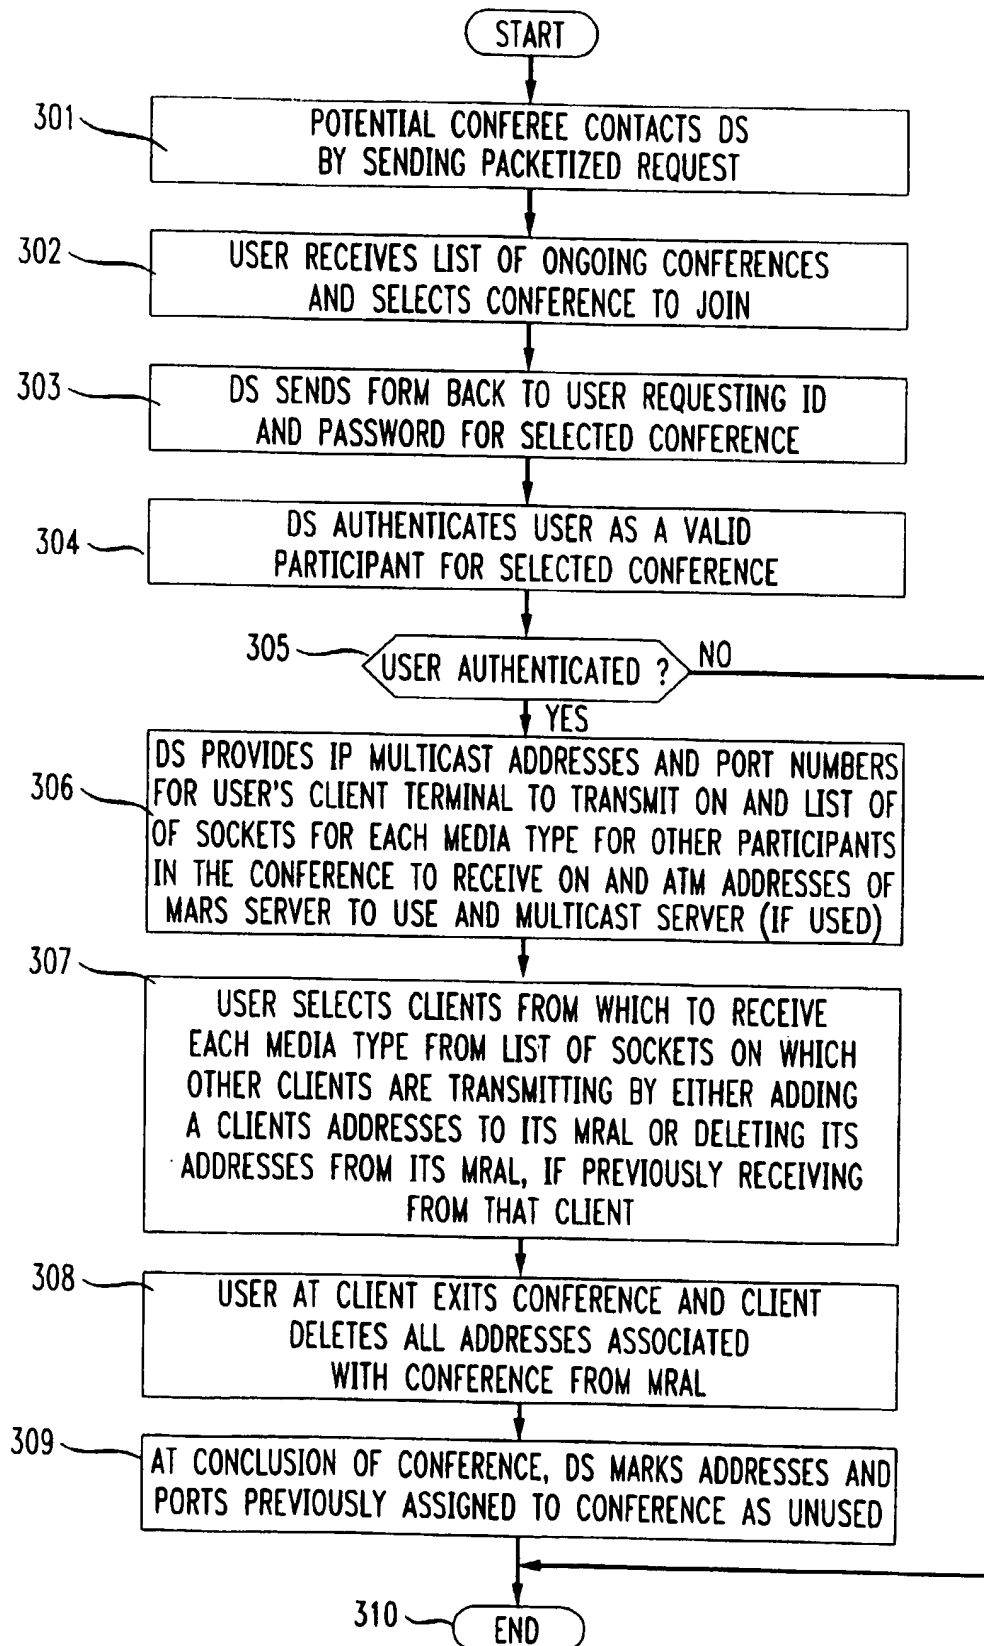 START
301
POTENTIAL CONFEREE CONTACTS DS
BY SENDING PACKETIZED REQUEST
302
USER RECEIVES LIST OF ONGOING CONFERENCES
AND SELECTS CONFERENCE TO JOIN
303
DS SENDS FORM BACK TO USER REQUESTING ID
AND PASSWORD FOR SELECTED CONFERENCE
304
DS AUTHENTICATES USER AS A VALID
PARTICIPANT FOR SELECTED CONFERENCE
305
USER AUTHENTICATED ?
NO
YES
306
DS PROVIDES IP MULTICAST ADDRESSES AND PORT NUMBERS
FOR USER'S CLIENT TERMINAL TO TRANSMIT ON AND LIST OF
OF SOCKETS FOR EACH MEDIA TYPE FOR OTHER PARTICIPANTS
IN THE CONFERENCE TO RECEIVE ON AND ATM ADDRESSES OF
MARS SERVER TO USE AND MULTICAST SERVER (IF USED)
307
USER SELECTS CLIENTS FROM WHICH TO RECEIVE
EACH MEDIA TYPE FROM LIST OF SOCKETS ON WHICH
OTHER CLIENTS ARE TRANSMITTING BY EITHER ADDING
A CLIENTS ADDRESSES TO ITS MRAL OR DELETING ITS
ADDRESSES FROM ITS MRAL, IF PREVIOUSLY RECEIVING
FROM THAT CLIENT
308
USER AT CLIENT EXITS CONFERENCE AND CLIENT
DELETES ALL ADDRESSES ASSOCIATED
WITH CONFERENCE FROM MRAL
309
AT CONCLUSION OF CONFERENCE, DS MARKS ADDRESSES AND
PORTS PREVIOUSLY ASSIGNED TO CONFERENCE AS UNUSED
310
END